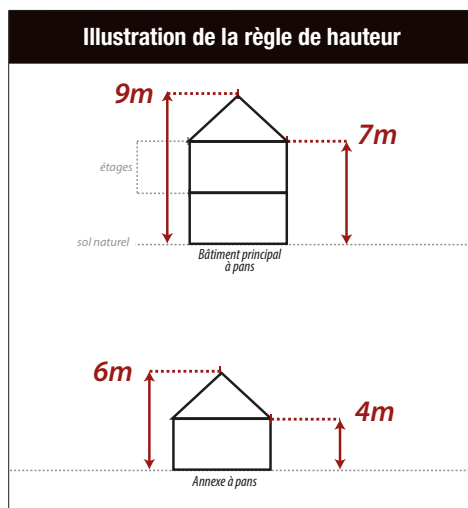 Illustration de la règle de hauteur
9m
7m
étages
sol naturel
Bâtiment principal
à pans
6m
4m
Annexe à pans